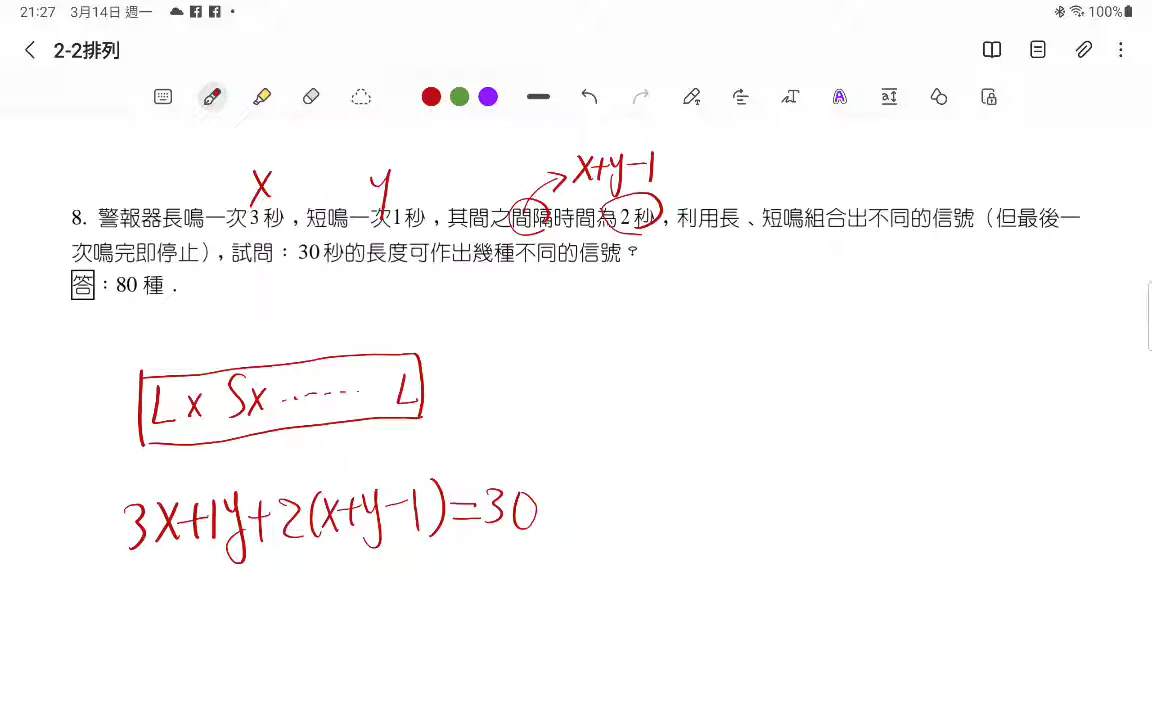 21:27 3月14日 週一 100%
2-2排列
x y x+y-1
8. 警報器長鳴一次3秒，短鳴一次1秒，其間之間隔時間為2秒，利用長、短鳴組合出不同的信號（但最後一
次鳴完即停止），試問：30秒的長度可作出幾種不同的信號？
答：80種．
L x S x ...... L
3x+1y+2(x+y-1)=30